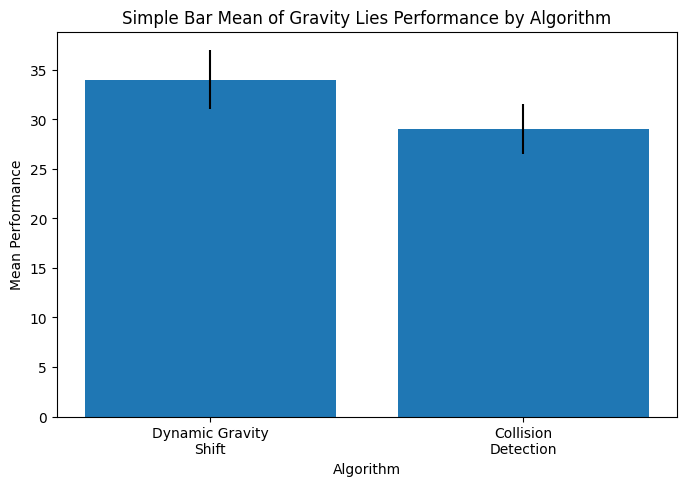 Simple Bar Mean of Gravity Lies Performance by Algorithm
35
30
25
20
15
10
5
0
Mean Performance
Dynamic Gravity
Shift
Collision
Detection
Algorithm